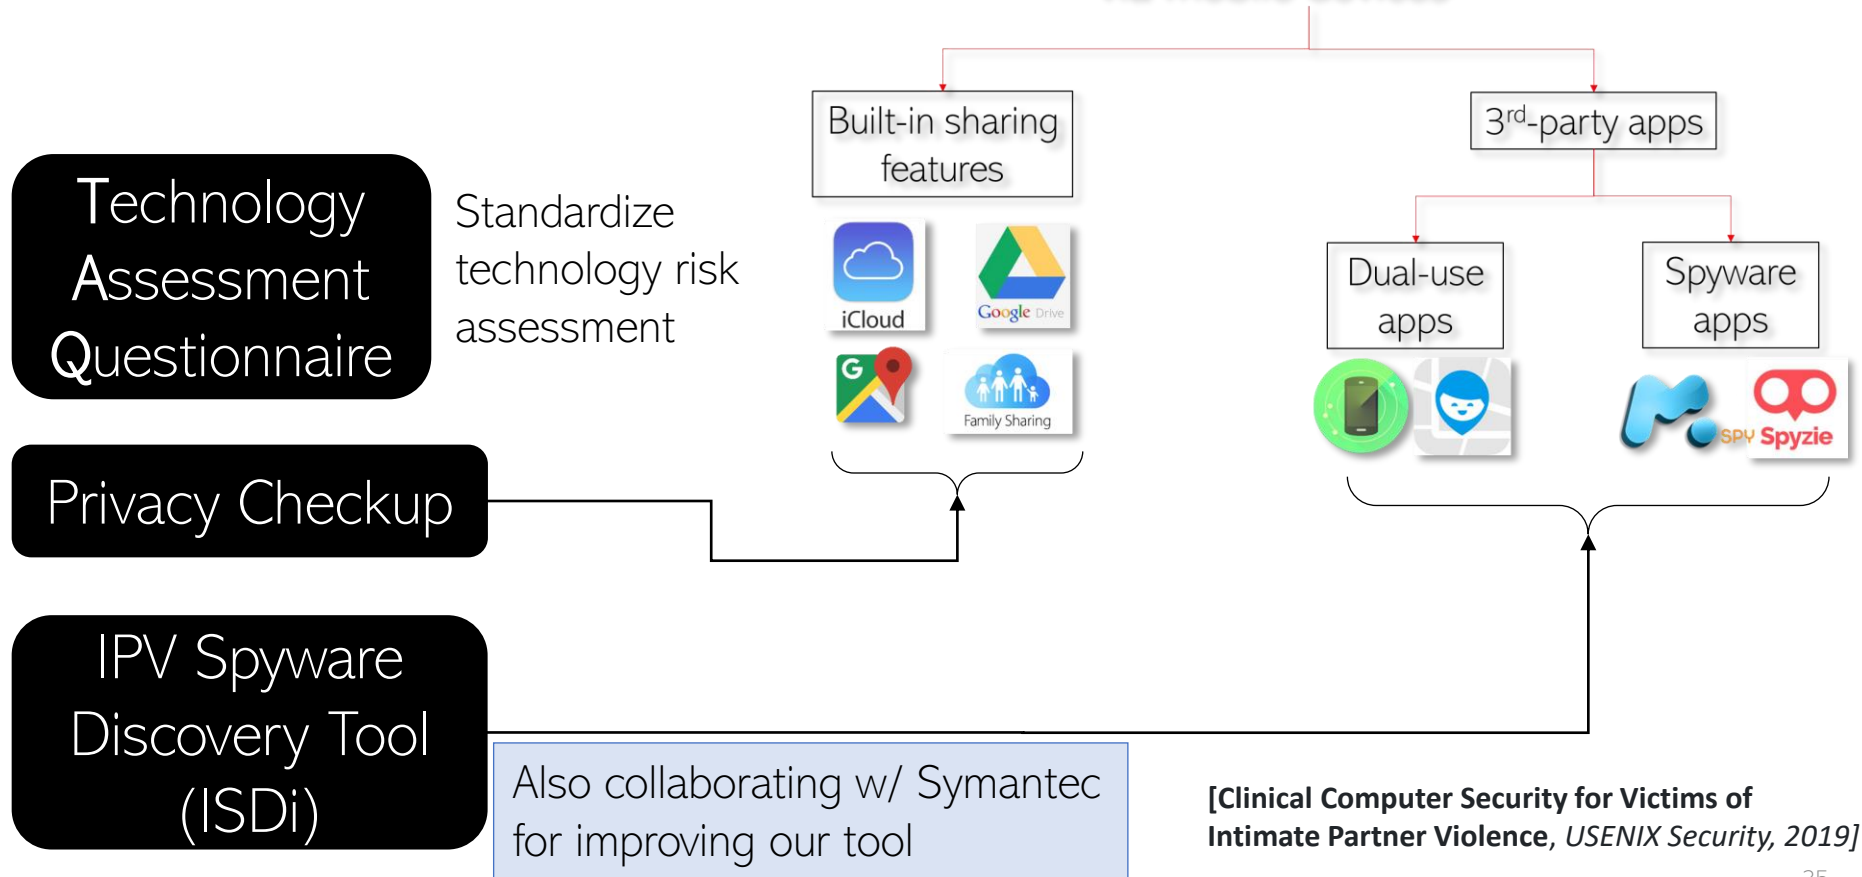 Built-in sharing
features
3rd-party apps
Technology
Assessment
Questionnaire
Standardize
technology risk
assessment
iCloud
Google Drive
G
Family Sharing
Dual-use
apps
Spyware
apps
SPY
Spyzie
Privacy Checkup
IPV Spyware
Discovery Tool
(ISDi)
Also collaborating w/ Symantec
for improving our tool
[Clinical Computer Security for Victims of
Intimate Partner Violence, USENIX Security, 2019]